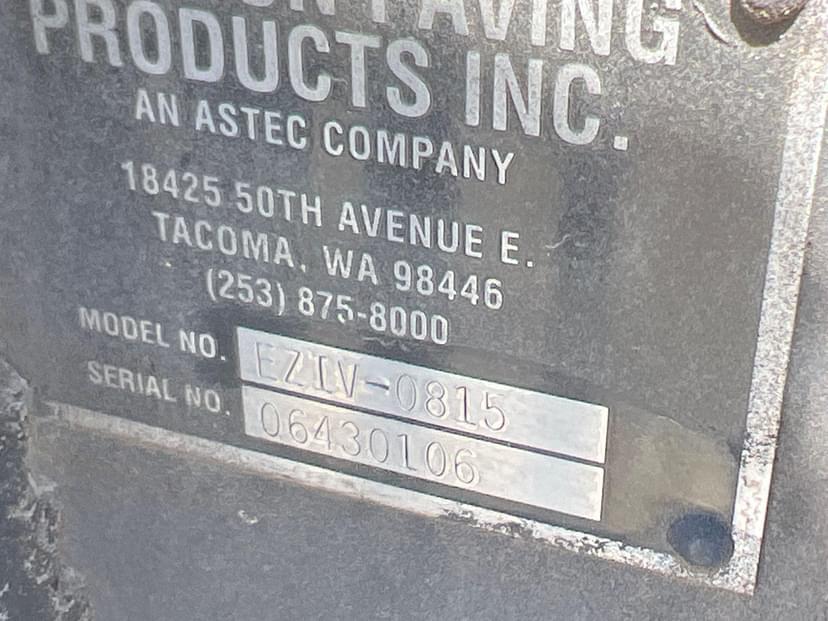 PAVING
PRODUCTS INC.
AN ASTEC COMPANY
18425 50TH AVENUE E.
TACOMA, WA 98446
(253) 875-8000
MODEL NO. EZIV-0815
SERIAL NO. 06430106